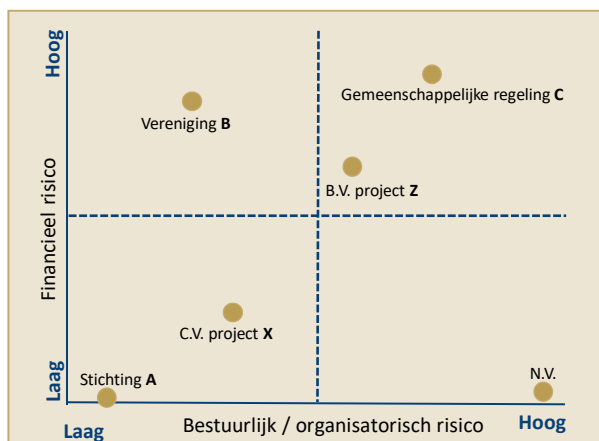 Hoog
Financieel risico
Laag
Gemeenschappelijke regeling C
Vereniging B
B.V. project Z
C.V. project X
Stichting A
N.V.
Laag
Bestuurlijk / organisatorisch risico
Hoog